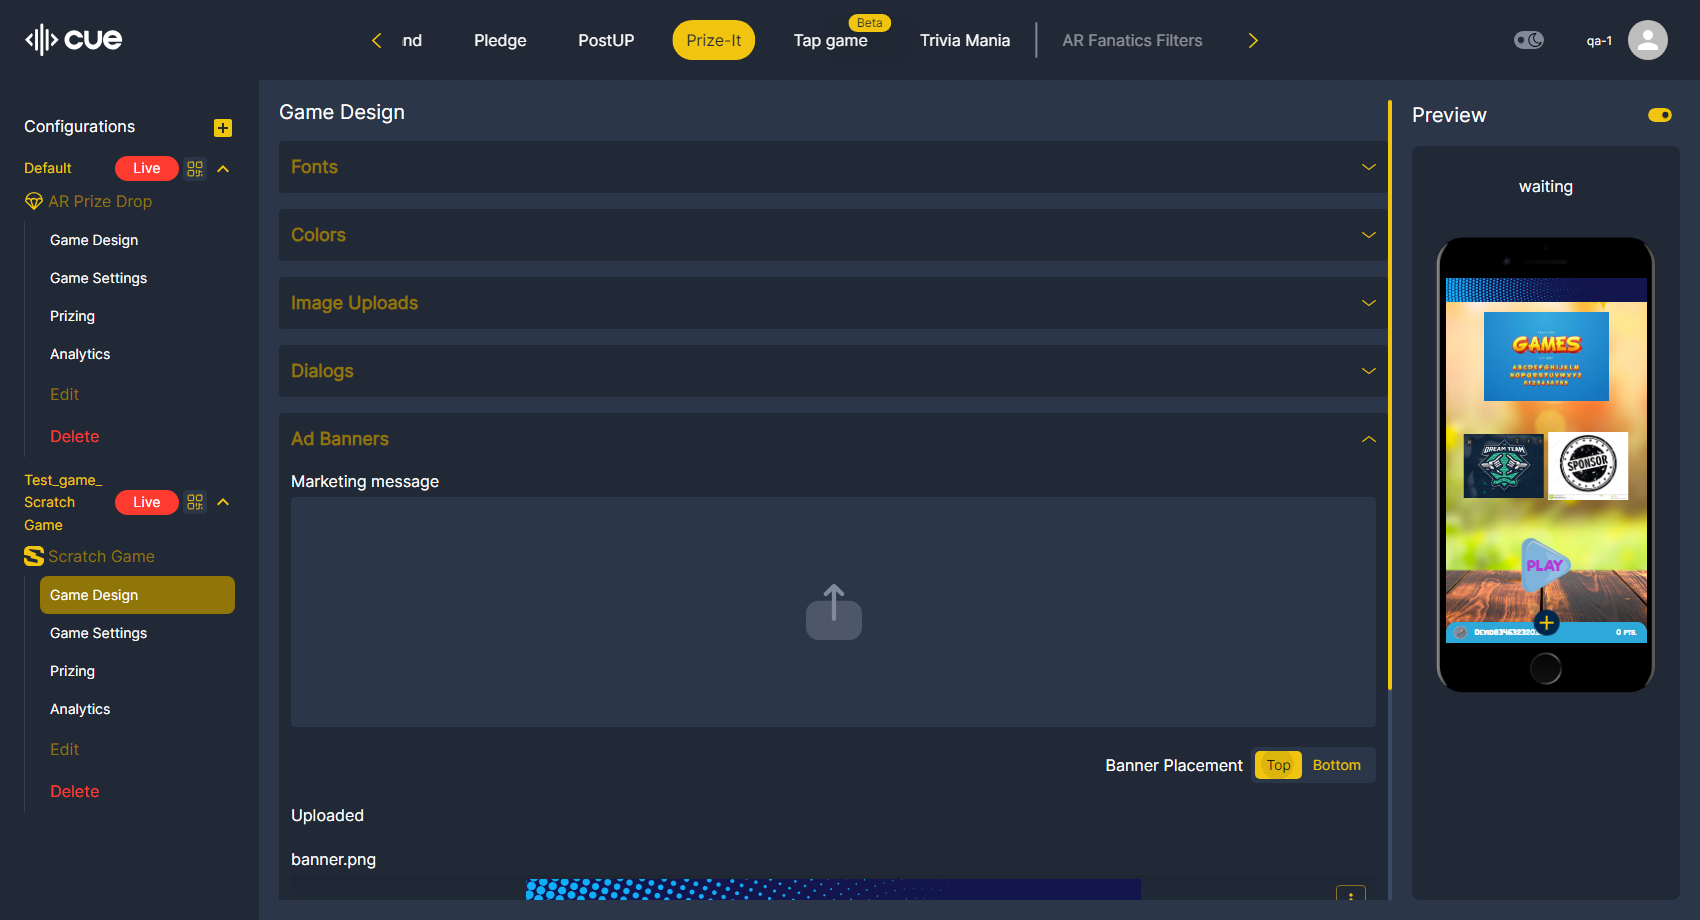 cue
nd
Pledge
PostUP
Prize-It
Beta
Tap game
Trivia Mania
AR Fanatics Filters
qa-1
Configurations
Default
Live
AR Prize Drop
Game Design
Game Settings
Prizing
Analytics
Edit
Delete
Test_game_
Scratch
Game
Live
Scratch Game
Game Design
Game Settings
Prizing
Analytics
Edit
Delete
Game Design
Fonts
Colors
Image Uploads
Dialogs
Ad Banners
Marketing message
Banner Placement
Top
Bottom
Uploaded
banner.png
Preview
waiting
GAMES
ABCDEFGHIJKLM
NOPQRSTUVWXYZ
0123456789
DREAM TEAM
SPONSOR
PLAY
0 PTS.